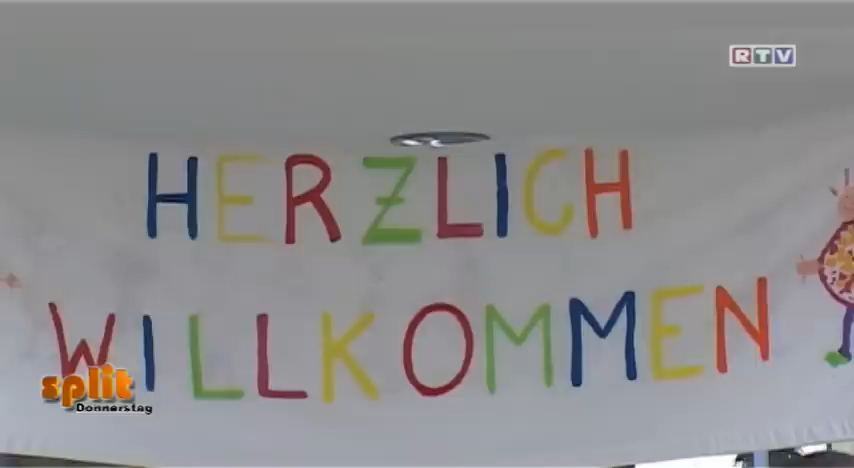 RTV
HERZLICH
WILLKOMMEN
split
Donnerstag